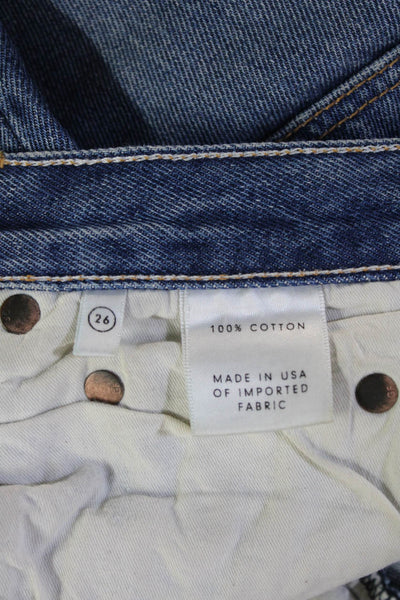 26
100% COTTON
MADE IN USA
OF IMPORTED
FABRIC